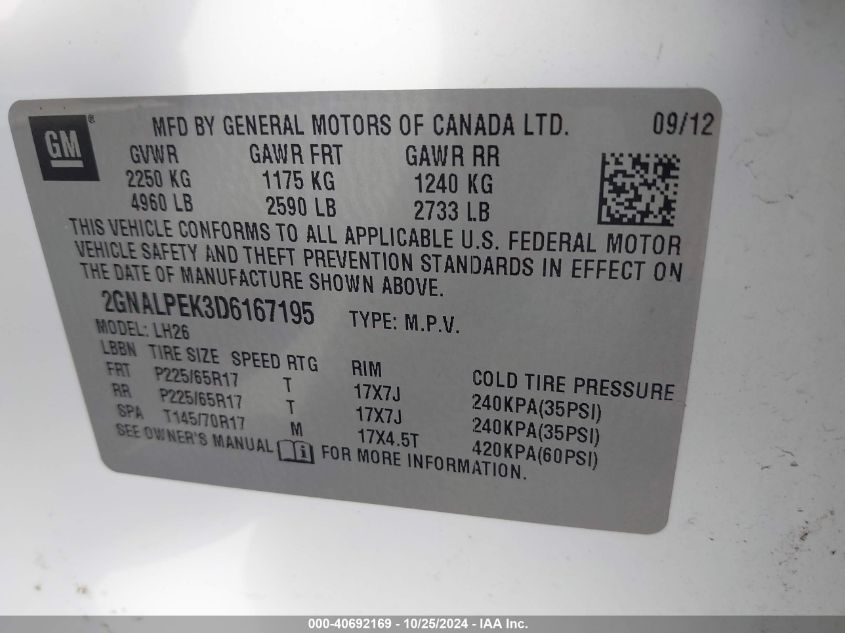 GM ® MFD BY GENERAL MOTORS OF CANADA LTD. 09/12
GVWR GAWR FRT GAWR RR
2250 KG 1175 KG 1240 KG
4960 LB 2590 LB 2733 LB
THIS VEHICLE CONFORMS TO ALL APPLICABLE U.S. FEDERAL MOTOR
VEHICLE SAFETY AND THEFT PREVENTION STANDARDS IN EFFECT ON
THE DATE OF MANUFACTURE SHOWN ABOVE.
2GNALPEK3D6167195 TYPE: M.P.V.
MODEL: LH26
LBBN TIRE SIZE SPEED RTG RIM COLD TIRE PRESSURE
FRT P225/65R17 T 17X7J 240KPA(35PSI)
RR P225/65R17 T 17X7J 240KPA(35PSI)
SPA T145/70R17 M 17X4.5T 420KPA(60PSI)
SEE OWNER'S MANUAL FOR MORE INFORMATION.
000-40692169 - 10/25/2024 - IAA Inc.